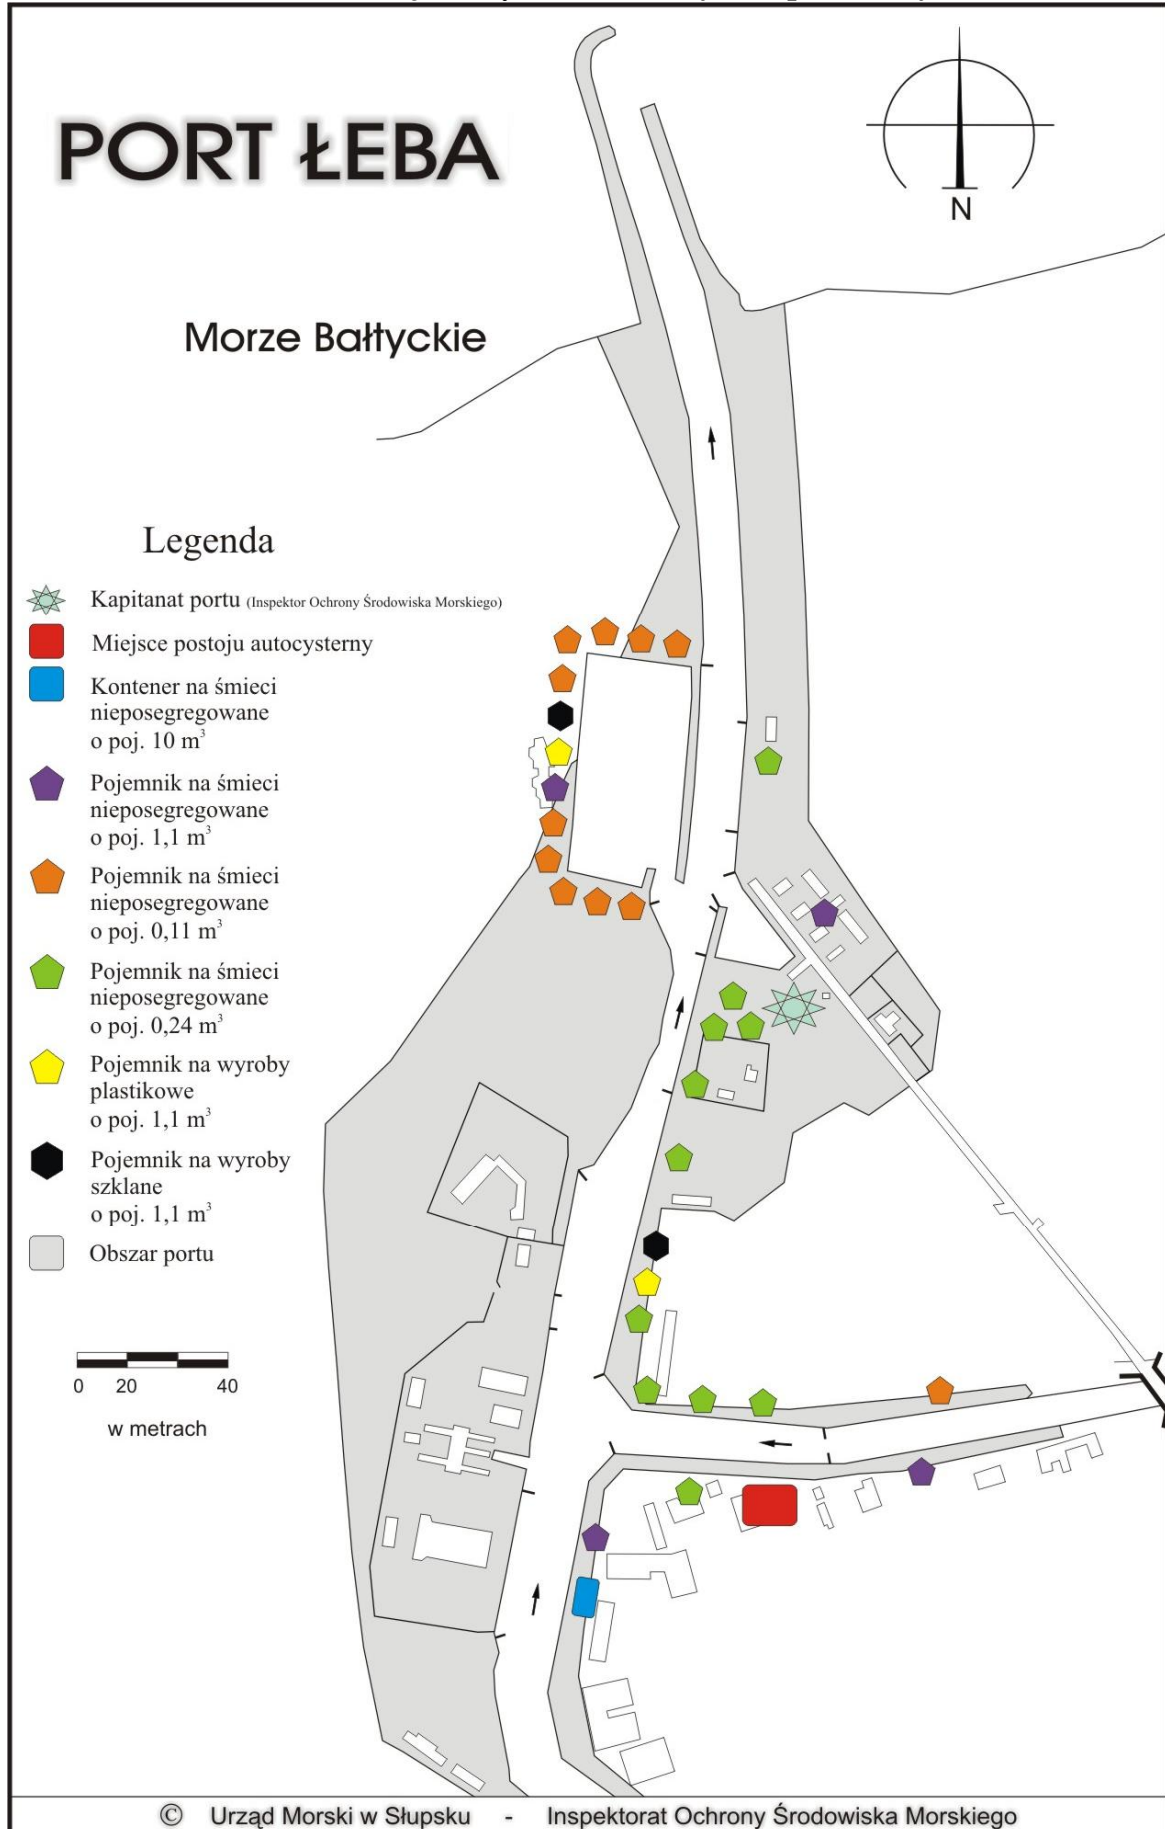 PORT ŁEBA
N
Morze Bałtyckie
Legenda
Kapitanat portu (Inspektor Ochrony Środowiska Morskiego)
Miejsce postoju autocysterny
Kontener na śmieci
nieposegregowane
o poj. 10 m³
Pojemnik na śmieci
nieposegregowane
o poj. 1,1 m³
Pojemnik na śmieci
nieposegregowane
o poj. 0,11 m³
Pojemnik na śmieci
nieposegregowane
o poj. 0,24 m³
Pojemnik na wyroby
plastikowe
o poj. 1,1 m³
Pojemnik na wyroby
szklane
o poj. 1,1 m³
Obszar portu
0 20 40
w metrach
© Urząd Morski w Słupsku - Inspektorat Ochrony Środowiska Morskiego